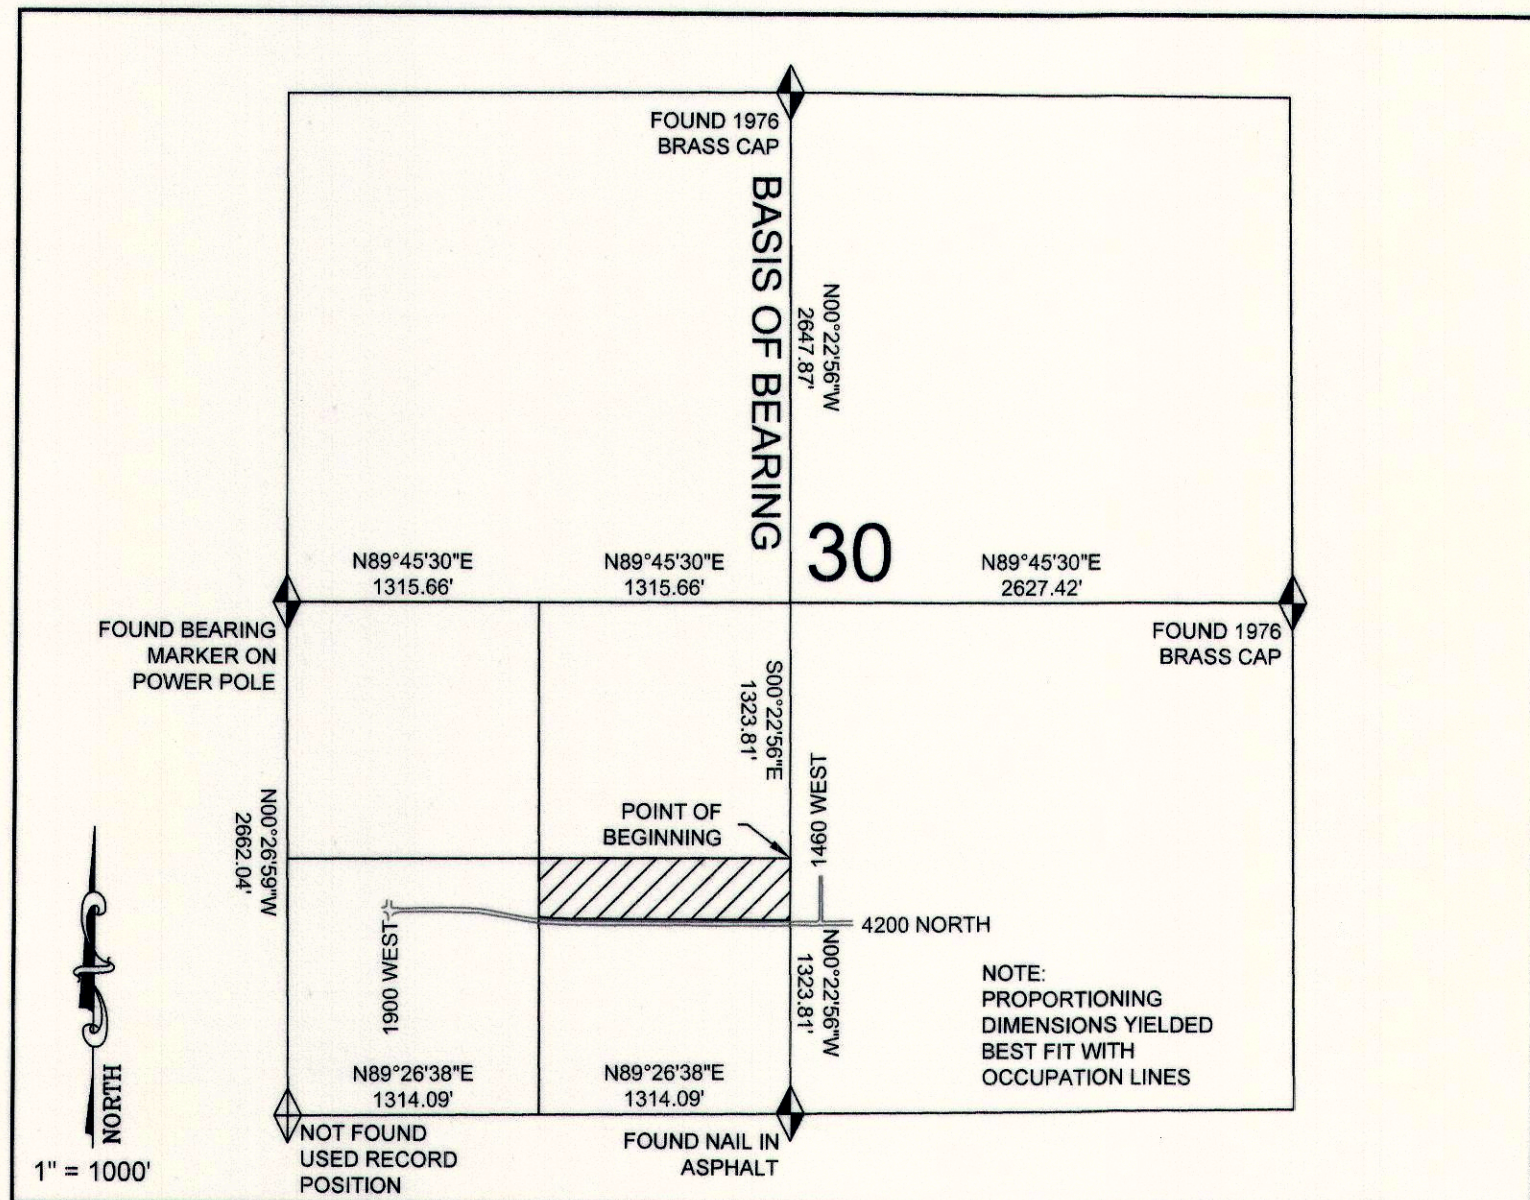 FOUND 1976
BRASS CAP
BASIS OF BEARING
N00°22'56"W
2647.87'
30
N89°45'30"E
1315.66'
N89°45'30"E
1315.66'
N89°45'30"E
2627.42'
FOUND BEARING
MARKER ON
POWER POLE
FOUND 1976
BRASS CAP
S00°22'56"E
1323.81'
1460 WEST
POINT OF
BEGINNING
N00°26'59"W
2662.04'
4200 NORTH
1900 WEST
N00°22'56"W
1323.81'
NOTE:
PROPORTIONING
DIMENSIONS YIELDED
BEST FIT WITH
OCCUPATION LINES
N89°26'38"E
1314.09'
N89°26'38"E
1314.09'
NORTH
1" = 1000'
NOT FOUND
USED RECORD
POSITION
FOUND NAIL IN
ASPHALT